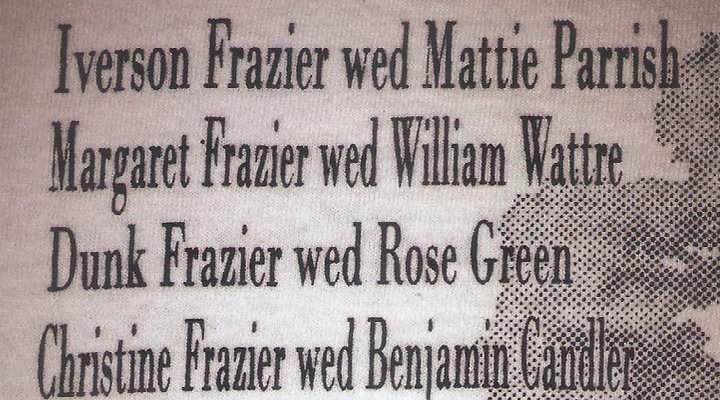 Iverson Frazier wed Mattie Parrish
Margaret Frazier wed William Wattre
Dunk Frazier wed Rose Green
Christine Frazier wed Benjamin Candler